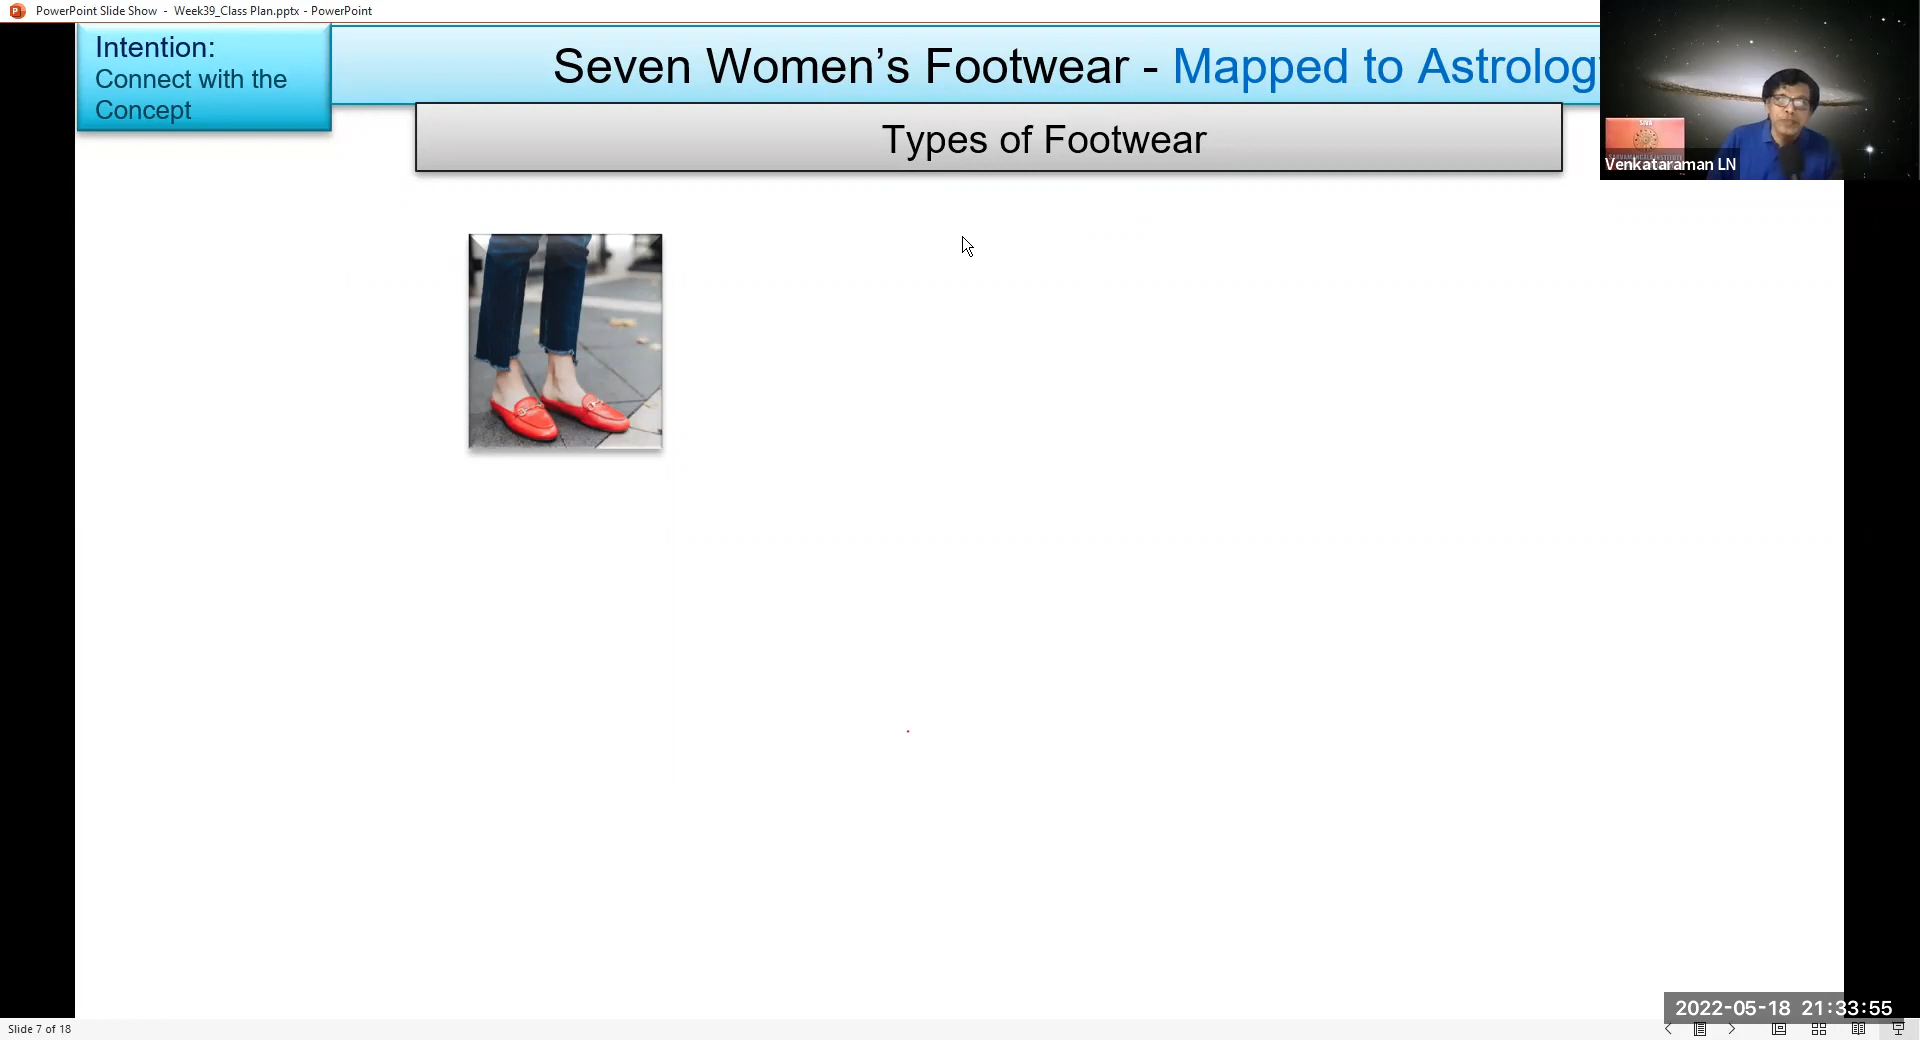 PowerPoint Slide Show - Week39_Class Plan.pptx - PowerPoint
Intention:
Connect with the
Concept
Seven Women’s Footwear - Mapped to Astrolog
Types of Footwear
SIVA
Venkataraman LN
2022-05-18 21:33:55
Slide 7 of 18